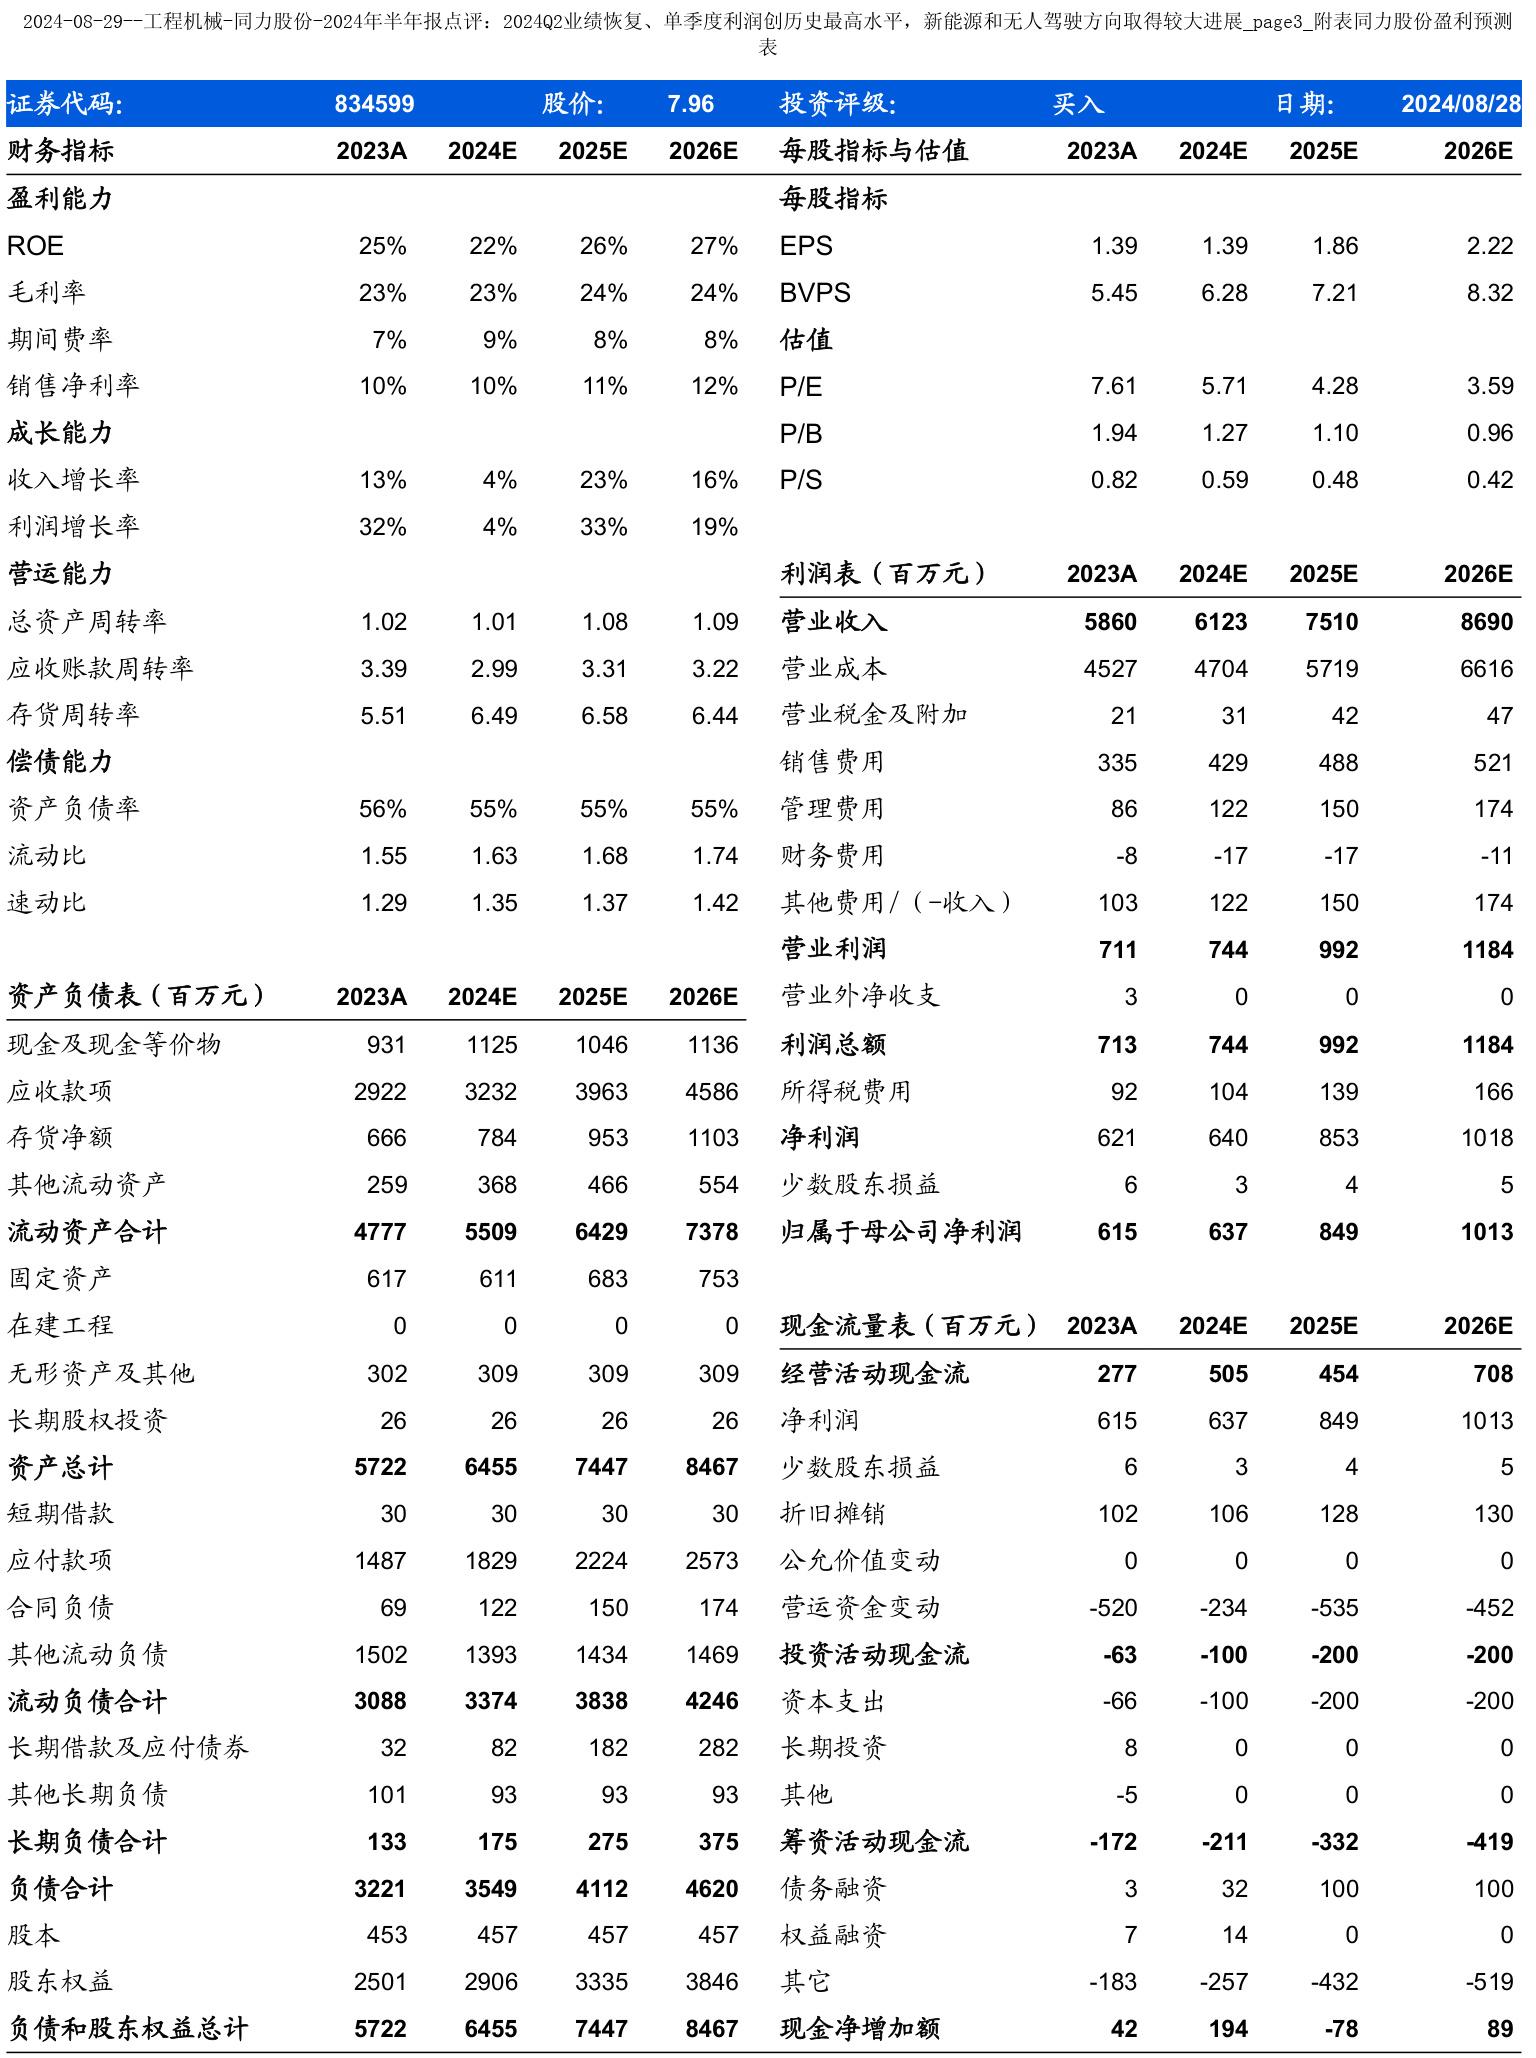 2024-08-29--工程机械-同力股份-2024年半年报点评：2024Q2业绩恢复、单季度利润创历史最高水平，新能源和无人驾驶方向取得较大进展_page3_附表同力股份盈利预测
表
证券代码: 834599 股价: 7.96 投资评级: 买入 日期: 2024/08/28
财务指标 2023A 2024E 2025E 2026E 每股指标与估值 2023A 2024E 2025E 2026E
盈利能力 每股指标
ROE 25% 22% 26% 27% EPS 1.39 1.39 1.86 2.22
毛利率 23% 23% 24% 24% BVPS 5.45 6.28 7.21 8.32
期间费率 7% 9% 8% 8% 估值
销售净利率 10% 10% 11% 12% P/E 7.61 5.71 4.28 3.59
成长能力 P/B 1.94 1.27 1.10 0.96
收入增长率 13% 4% 23% 16% P/S 0.82 0.59 0.48 0.42
利润增长率 32% 4% 33% 19%
营运能力 利润表（百万元） 2023A 2024E 2025E 2026E
总资产周转率 1.02 1.01 1.08 1.09 营业收入 5860 6123 7510 8690
应收账款周转率 3.39 2.99 3.31 3.22 营业成本 4527 4704 5719 6616
存货周转率 5.51 6.49 6.58 6.44 营业税金及附加 21 31 42 47
偿债能力 销售费用 335 429 488 521
资产负债率 56% 55% 55% 55% 管理费用 86 122 150 174
流动比 1.55 1.63 1.68 1.74 财务费用 -8 -17 -17 -11
速动比 1.29 1.35 1.37 1.42 其他费用/（-收入） 103 122 150 174
营业利润 711 744 992 1184
资产负债表（百万元） 2023A 2024E 2025E 2026E 营业外净收支 3 0 0 0
现金及现金等价物 931 1125 1046 1136 利润总额 713 744 992 1184
应收款项 2922 3232 3963 4586 所得税费用 92 104 139 166
存货净额 666 784 953 1103 净利润 621 640 853 1018
其他流动资产 259 368 466 554 少数股东损益 6 3 4 5
流动资产合计 4777 5509 6429 7378 归属于母公司净利润 615 637 849 1013
固定资产 617 611 683 753
在建工程 0 0 0 0 现金流量表（百万元） 2023A 2024E 2025E 2026E
无形资产及其他 302 309 309 309 经营活动现金流 277 505 454 708
长期股权投资 26 26 26 26 净利润 615 637 849 1013
资产总计 5722 6455 7447 8467 少数股东损益 6 3 4 5
短期借款 30 30 30 30 折旧摊销 102 106 128 130
应付款项 1487 1829 2224 2573 公允价值变动 0 0 0 0
合同负债 69 122 150 174 营运资金变动 -520 -234 -535 -452
其他流动负债 1502 1393 1434 1469 投资活动现金流 -63 -100 -200 -200
流动负债合计 3088 3374 3838 4246 资本支出 -66 -100 -200 -200
长期借款及应付债券 32 82 182 282 长期投资 8 0 0 0
其他长期负债 101 93 93 93 其他 -5 0 0 0
长期负债合计 133 175 275 375 筹资活动现金流 -172 -211 -332 -419
负债合计 3221 3549 4112 4620 债务融资 3 32 100 100
股本 453 457 457 457 权益融资 7 14 0 0
股东权益 2501 2906 3335 3846 其它 -183 -257 -432 -519
负债和股东权益总计 5722 6455 7447 8467 现金净增加额 42 194 -78 89